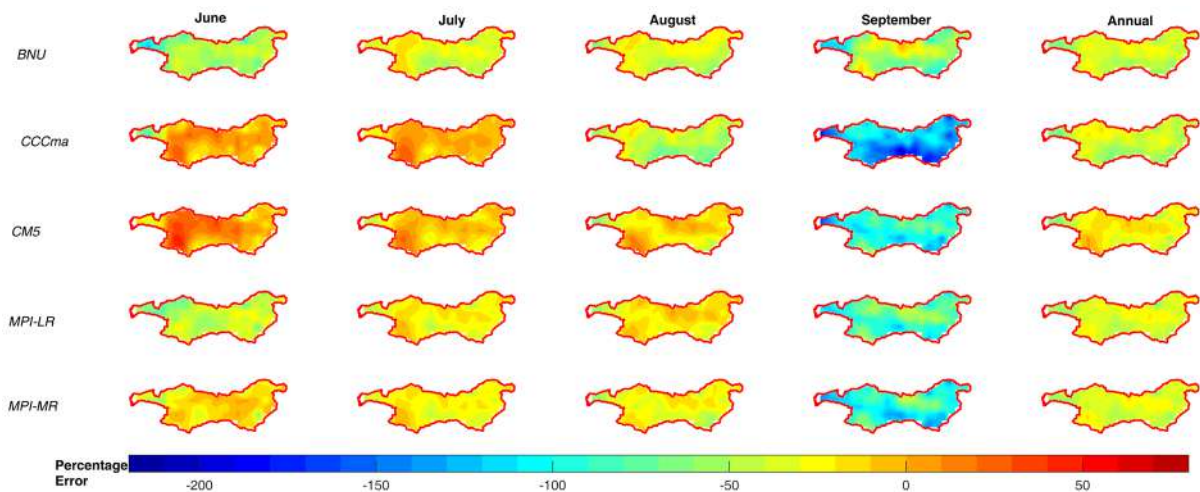 June July August September Annual
BNU
CCCma
CM5
MPI-LR
MPI-MR
Percentage
Error
-200 -150 -100 -50 0 50